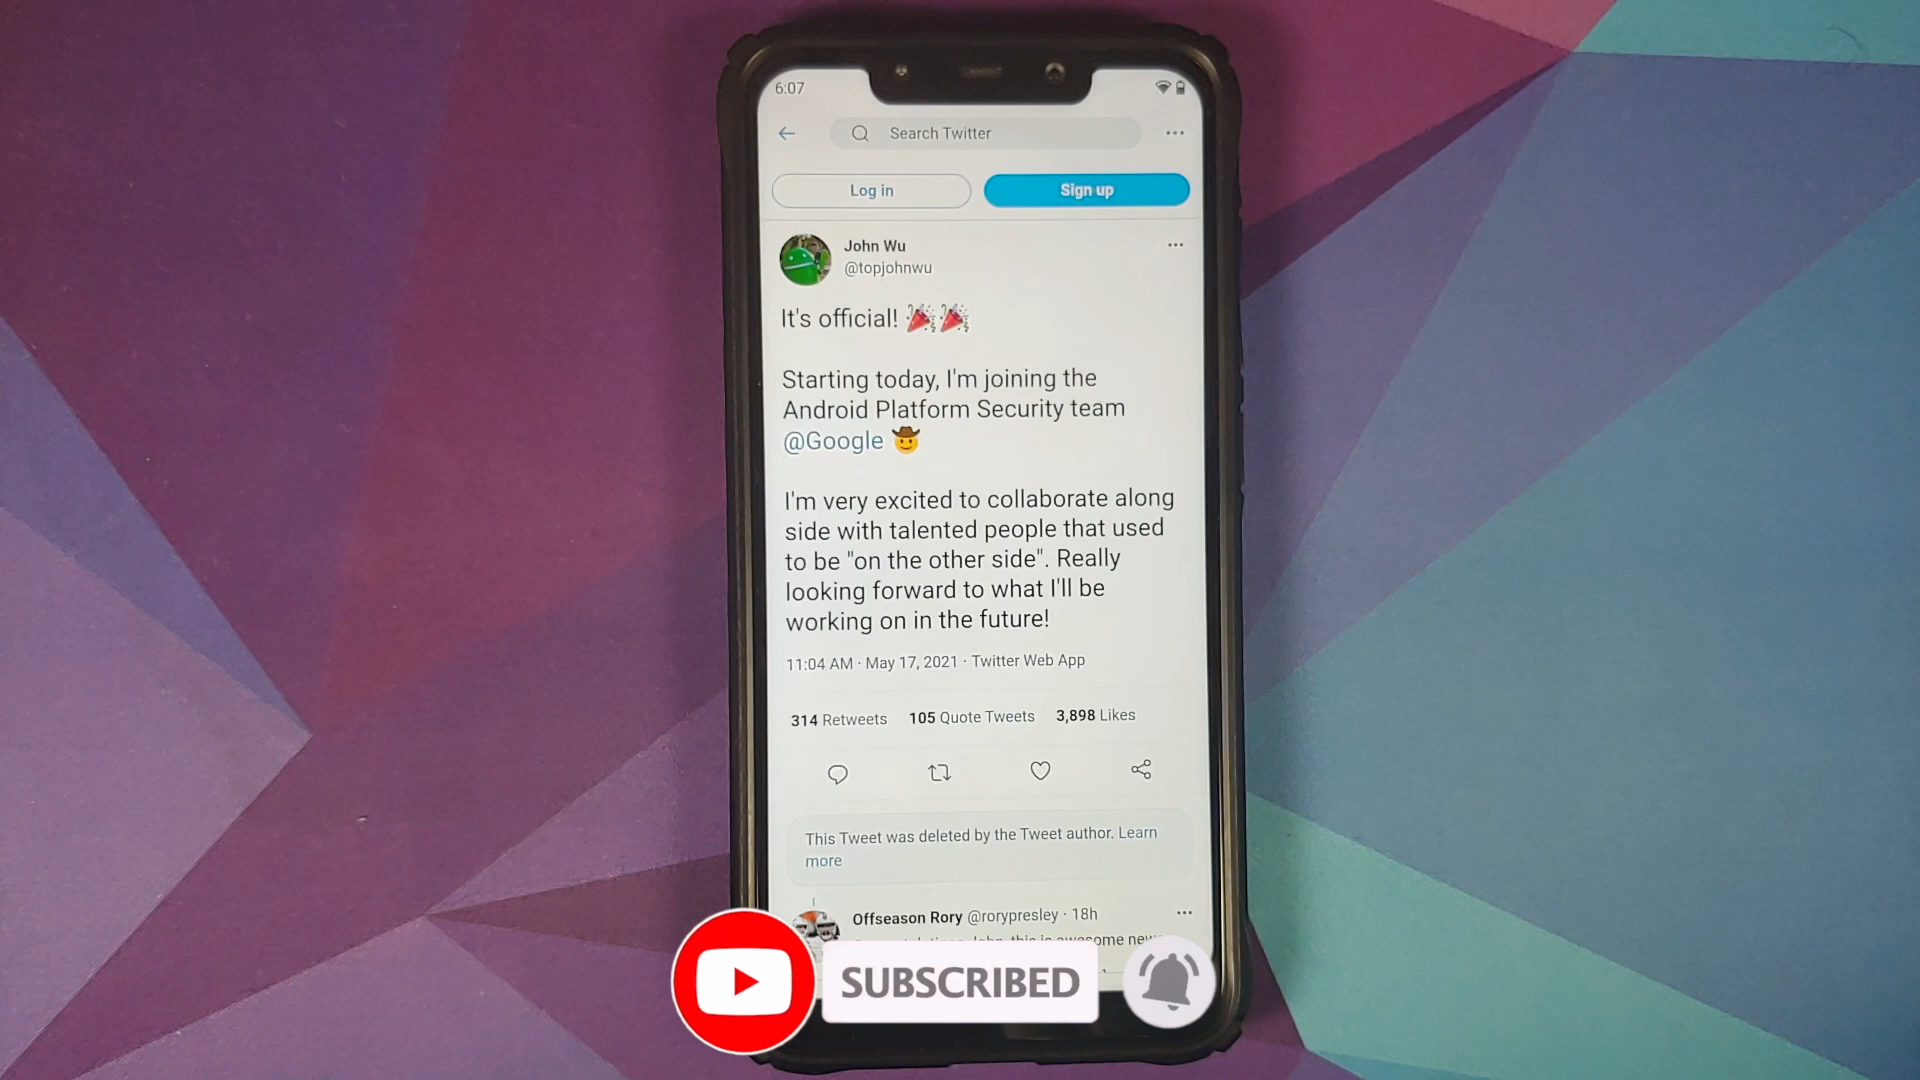 6:07
Search Twitter
Log in
Sign up
John Wu
@topjohnwu
It's official! 🎉🎉
Starting today, I'm joining the
Android Platform Security team
@Google 🤠
I'm very excited to collaborate along
side with talented people that used
to be "on the other side". Really
looking forward to what I'll be
working on in the future!
11:04 AM · May 17, 2021 · Twitter Web App
314 Retweets 105 Quote Tweets 3,898 Likes
This Tweet was deleted by the Tweet author. Learn
more
Offseason Rory @rorypresley · 18h
this is awesome
SUBSCRIBED